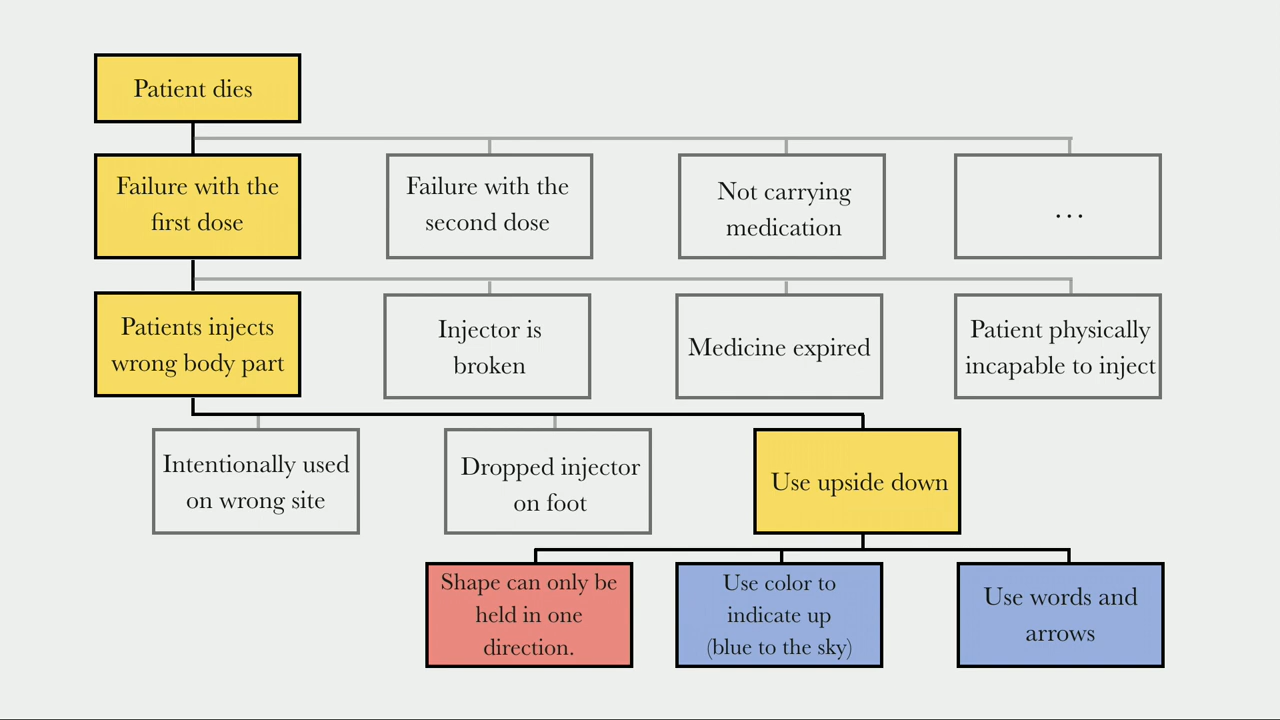 Patient dies
Failure with the
first dose
Failure with the
second dose
Not carrying
medication
...
Patients injects
wrong body part
Injector is
broken
Medicine expired
Patient physically
incapable to inject
Intentionally used
on wrong site
Dropped injector
on foot
Use upside down
Shape can only be
held in one
direction.
Use color to
indicate up
(blue to the sky)
Use words and
arrows